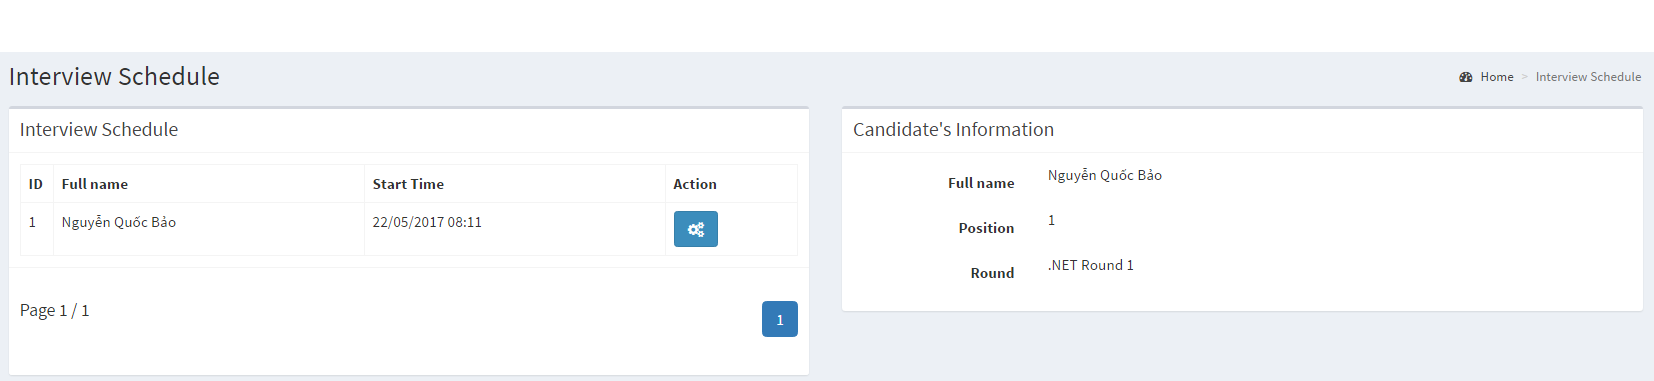 Interview Schedule
Home > Interview Schedule
Interview Schedule
ID Full name Start Time Action
1 Nguyễn Quốc Bảo 22/05/2017 08:11
Page 1 / 1
1
Candidate's Information
Full name Nguyễn Quốc Bảo
Position 1
Round .NET Round 1